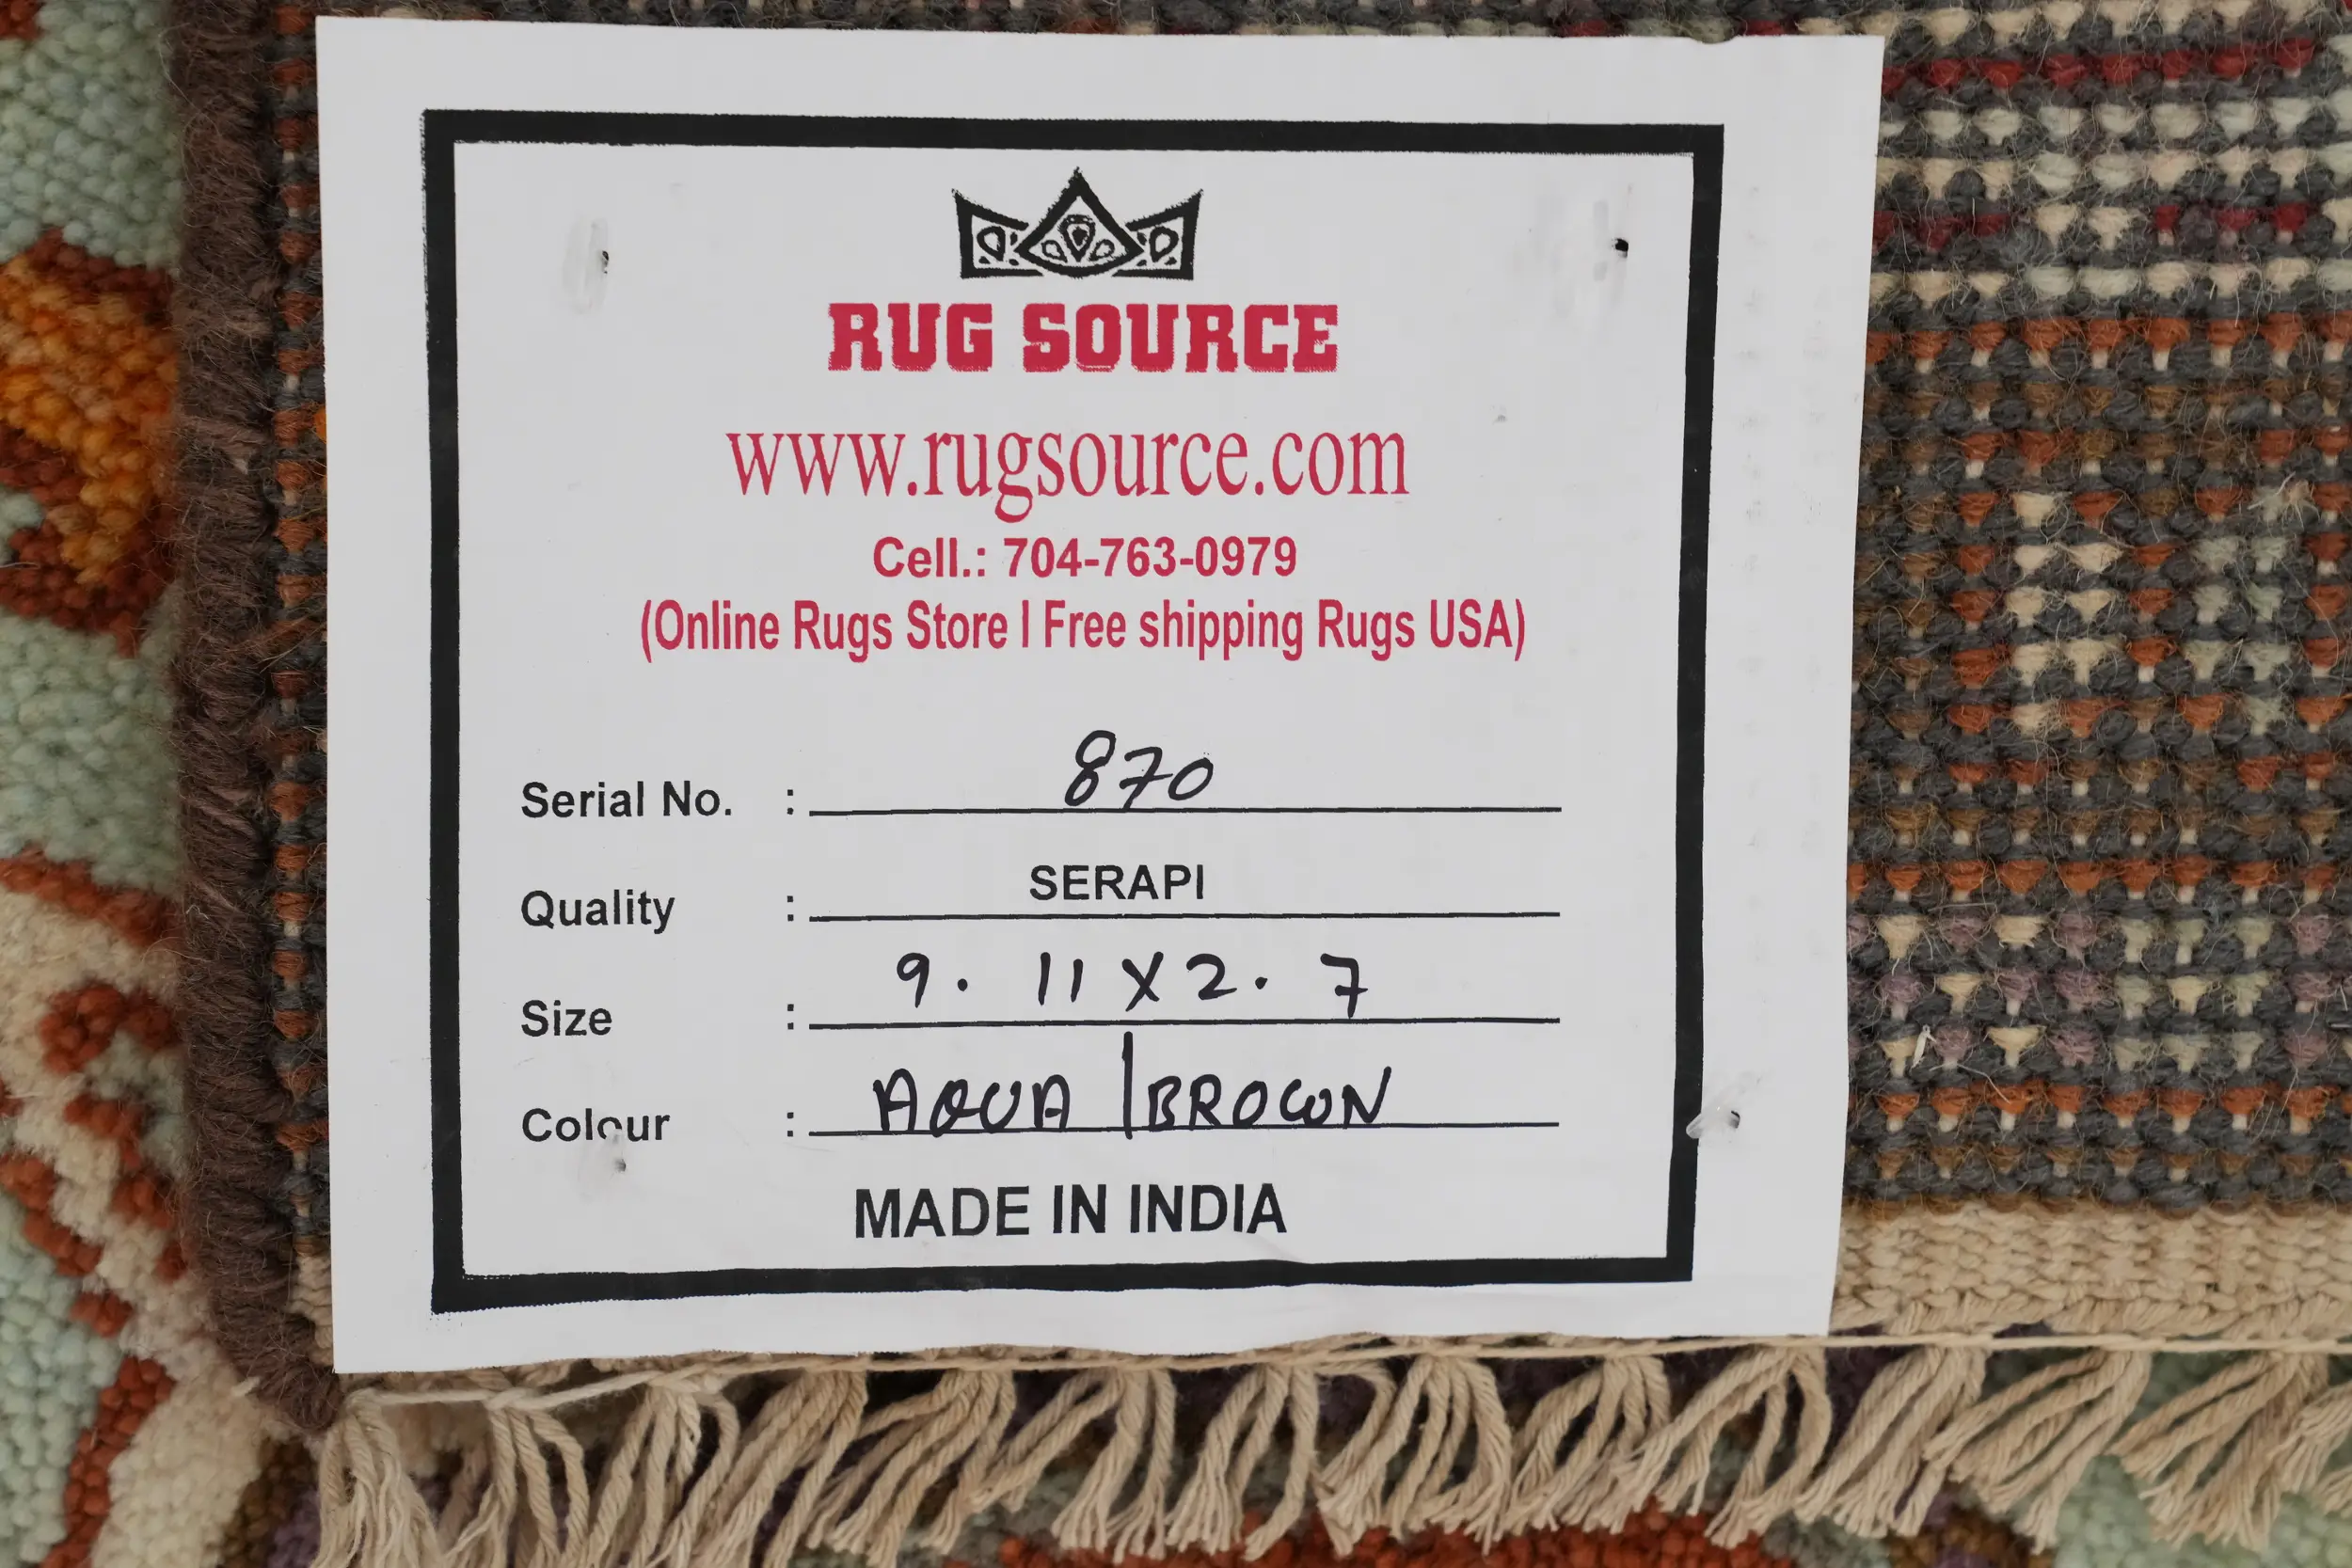 RUG SOURCE
www.rugsource.com
Cell.: 704-763-0979
(Online Rugs Store I Free shipping Rugs USA)
Serial No. : 870
Quality : SERAPI
Size : 9. 11 X 2. 7
Colour : AQUA | BROWN
MADE IN INDIA